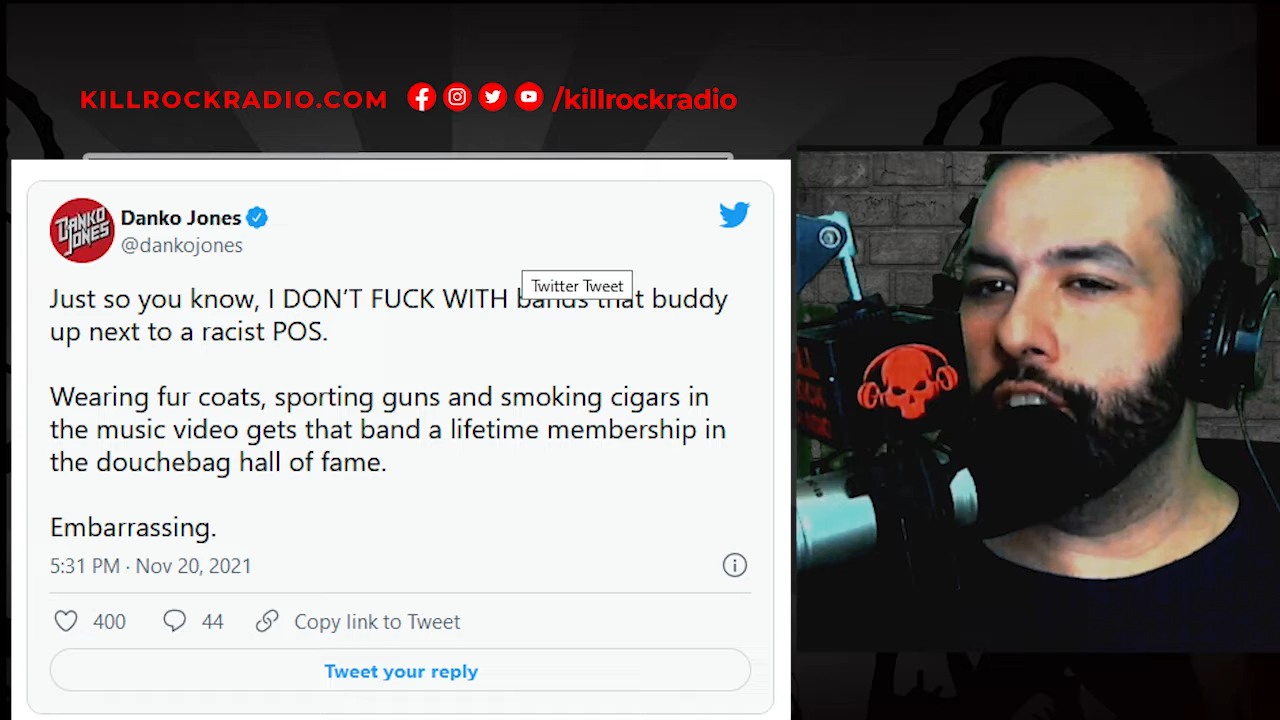 KILLROCKRADIO.COM /killrockradio
DANKO
JONES
Danko Jones
@dankojones
Twitter Tweet
Just so you know, I DON'T FUCK WITH bands that buddy
up next to a racist POS.
Wearing fur coats, sporting guns and smoking cigars in
the music video gets that band a lifetime membership in
the douchebag hall of fame.
Embarrassing.
5:31 PM · Nov 20, 2021
400 44 Copy link to Tweet
Tweet your reply